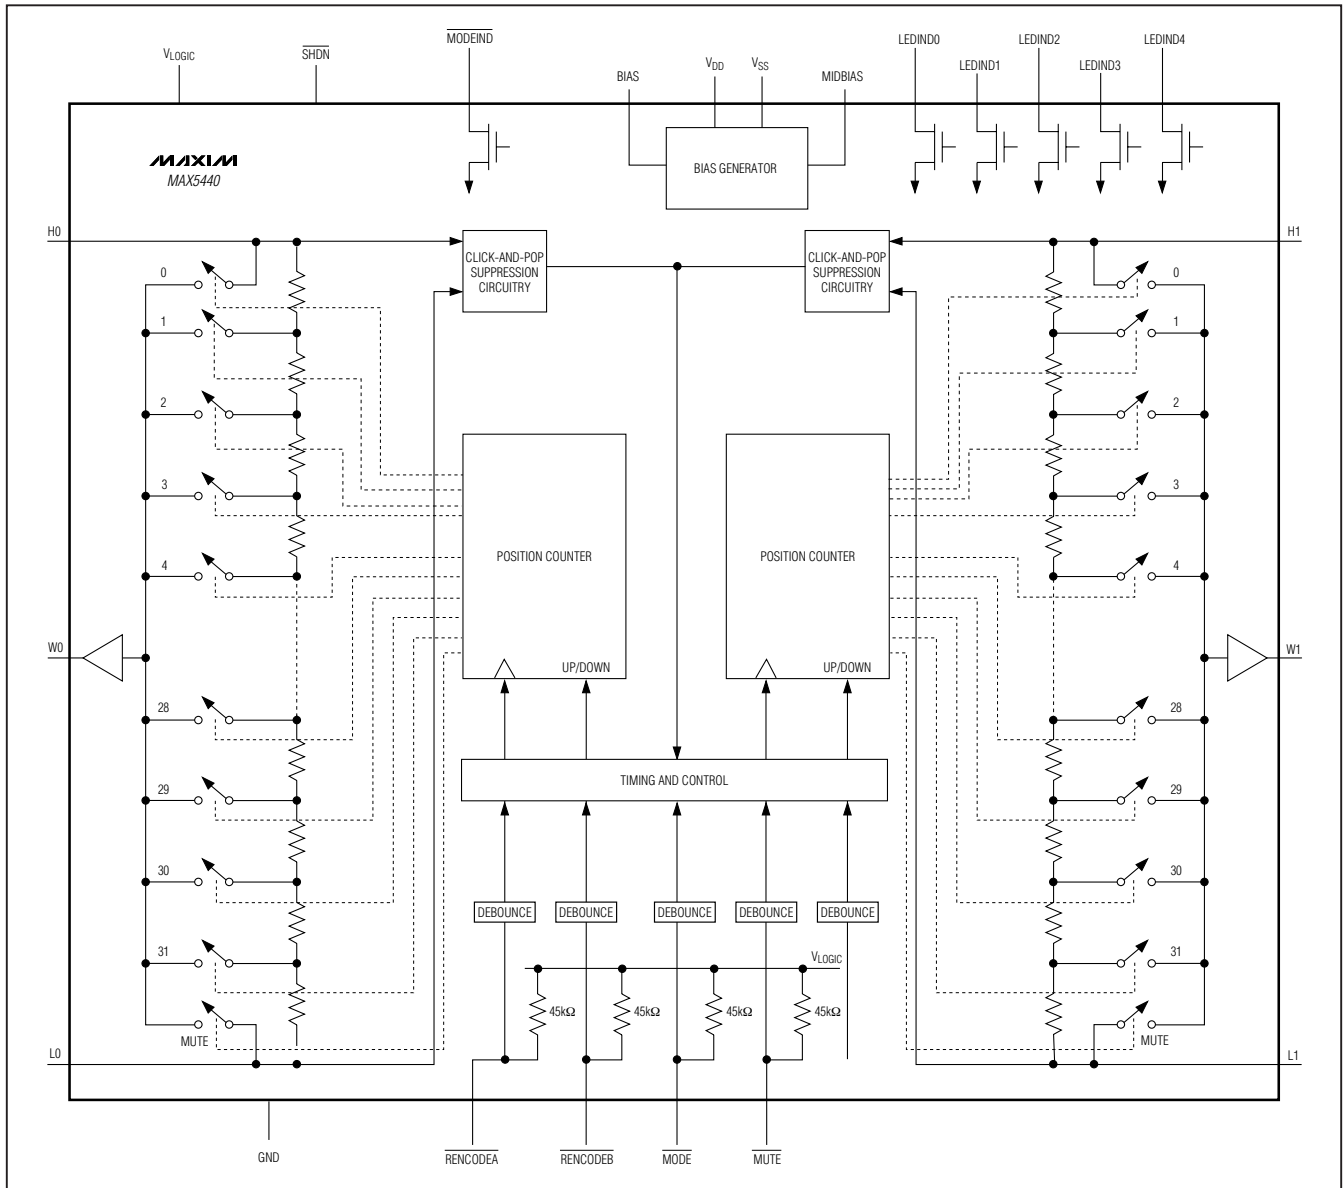 MODEIND
LEDIND0
LEDIND2
LEDIND4
VLOGIC
SHDN
LEDIND1
LEDIND3
BIAS
VDD
VSS
MIDBIAS
MAXIM
MAX5440
BIAS GENERATOR
H0
H1
CLICK-AND-POP
SUPPRESSION
CIRCUITRY
CLICK-AND-POP
SUPPRESSION
CIRCUITRY
0
0
1
1
2
2
3
3
POSITION COUNTER
POSITION COUNTER
4
4
W0
W1
UP/DOWN
UP/DOWN
28
28
TIMING AND CONTROL
29
29
30
30
DEBOUNCE
DEBOUNCE
DEBOUNCE
DEBOUNCE
DEBOUNCE
31
31
VLOGIC
45kΩ
45kΩ
45kΩ
45kΩ
MUTE
MUTE
L0
L1
GND
RENCODEA
RENCODEB
MODE
MUTE